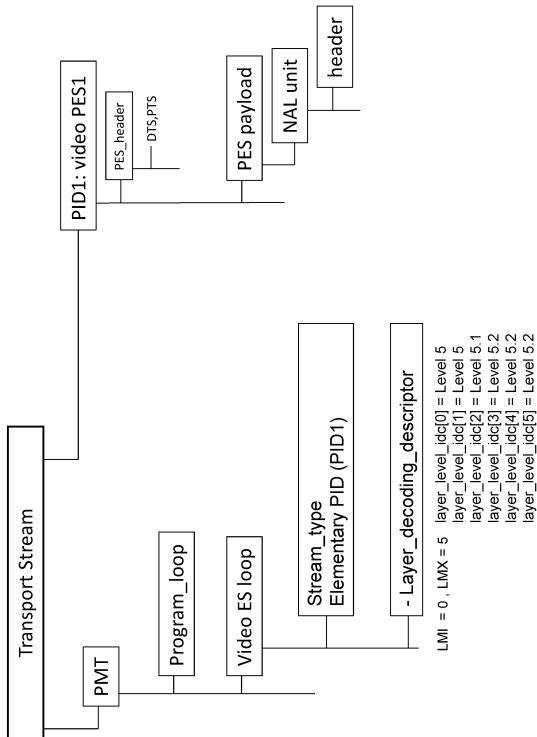 Transport Stream
PMT
Program_loop
Video ES loop
Stream_type
Elementary PID (PID1)
- Layer_decoding_descriptor
LMI = 0 , LMX = 5 layer_level_idc[0] = Level 5
layer_level_idc[1] = Level 5
layer_level_idc[2] = Level 5.1
layer_level_idc[3] = Level 5.2
layer_level_idc[4] = Level 5.2
layer_level_idc[5] = Level 5.2
PID1: video PES1
PES_header
DTS,PTS
PES payload
NAL unit
header